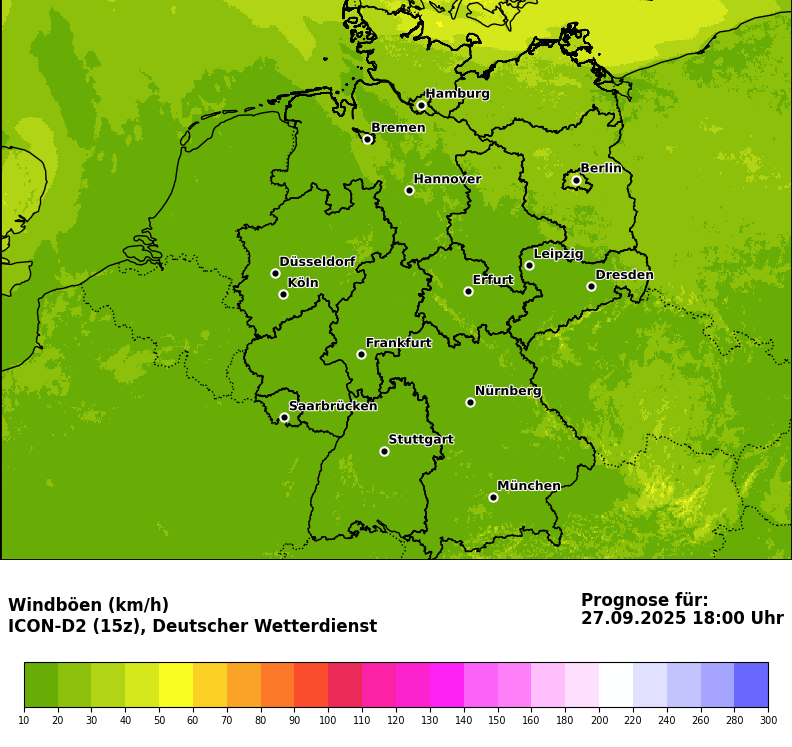 Hamburg
Bremen
Berlin
Hannover
Leipzig
Düsseldorf
Dresden
Köln
Erfurt
Frankfurt
Nürnberg
Saarbrücken
Stuttgart
München
Windböen (km/h)
ICON-D2 (15z), Deutscher Wetterdienst
Prognose für:
27.09.2025 18:00 Uhr
10 20 30 40 50 60 70 80 90 100 110 120 130 140 150 160 180 200 220 240 260 280 300